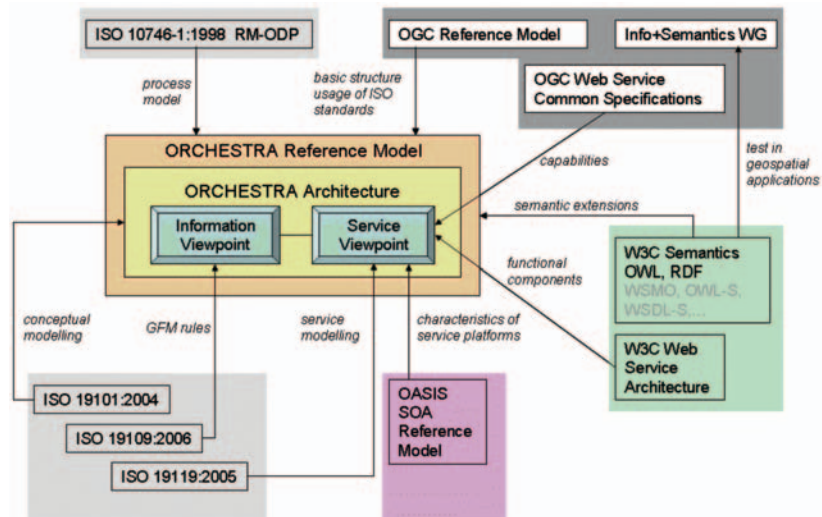 ISO 10746-1:1998 RM-ODP
OGC Reference Model
Info+Semantics WG
OGC Web Service
Common Specifications
process
model
basic structure
usage of ISO
standards
capabilities
test in
geospatial
applications
ORCHESTRA Reference Model
ORCHESTRA Architecture
Information
Viewpoint
Service
Viewpoint
semantic extensions
functional
components
W3C Semantics
OWL, RDF
WSMO, OWL-S,
WSDL-S,...
W3C Web
Service
Architecture
conceptual
modelling
GFM rules
service
modelling
characteristics of
service platforms
ISO 19101:2004
ISO 19109:2006
ISO 19119:2005
OASIS
SOA
Reference
Model